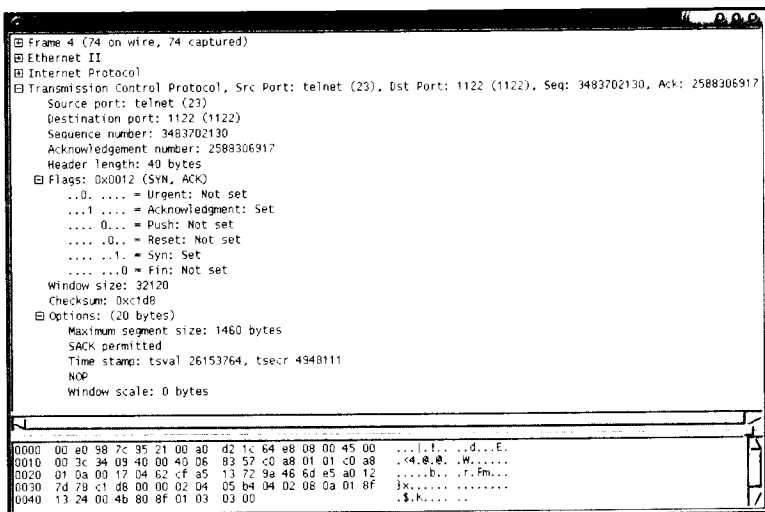 Frame 4 (74 on wire, 74 captured)
Ethernet II
Internet Protocol
Transmission Control Protocol, Src Port: telnet (23), Dst Port: 1122 (1122), Seq: 3483702130, Ack: 2588306917
Source port: telnet (23)
Destination port: 1122 (1122)
Sequence number: 3483702130
Acknowledgement number: 2588306917
Header length: 40 bytes
Flags: 0x0012 (SYN, ACK)
..0. .... = Urgent: Not set
...1 .... = Acknowledgment: Set
.... 0... = Push: Not set
.... .0.. = Reset: Not set
.... ..1. = Syn: Set
.... ...0 = Fin: Not set
Window size: 32120
Checksum: 0xc1d8
Options: (20 bytes)
Maximum segment size: 1460 bytes
SACK permitted
Time stamp: tsval 26153764, tsecr 4948111
NOP
Window scale: 0 bytes
0000 00 e0 98 7c 95 21 00 a0 d2 1c 64 e8 08 00 45 00 ...|.!.. ..d...E.
0010 00 3c 34 09 40 00 40 06 83 57 c0 a8 01 01 c0 a8 .<4.@.@. .W......
0020 01 0a 00 17 04 62 cf a5 13 72 9a 46 6d e5 a0 12 .....b.. .r.Fm...
0030 7d 78 c1 d8 00 00 02 04 05 b4 04 02 08 0a 01 8f }x...... ........
0040 13 24 00 4b 80 8f 01 03 03 00 .$.K.... ..